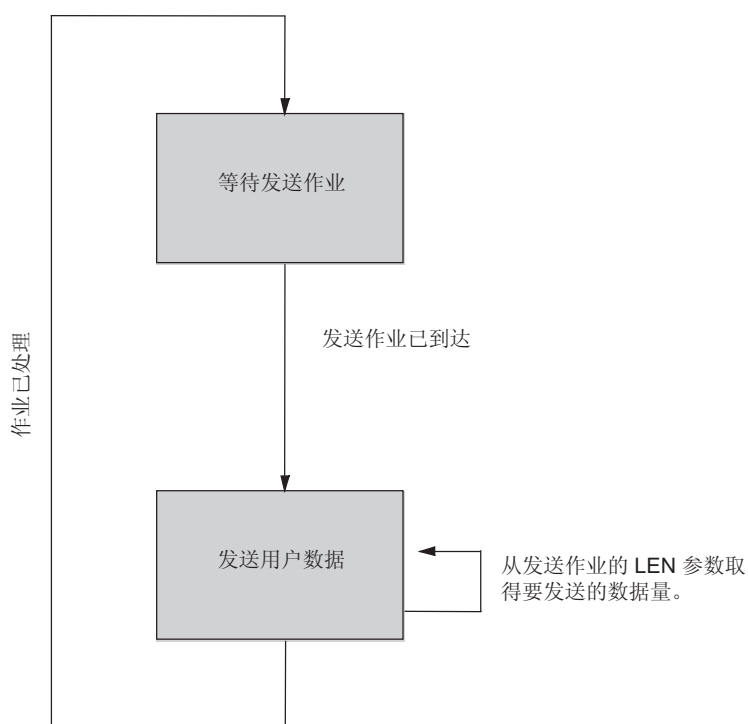 等待发送作业
发送作业已到达
作业已处理
发送用户数据
从发送作业的 LEN 参数取
得要发送的数据量。